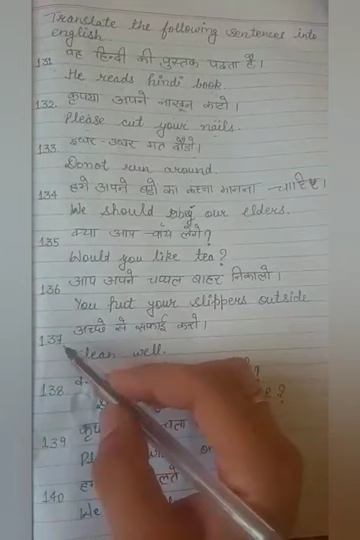 Translate the following sentences into
english
131. वह हिन्दी की पुस्तक पढता है।
He reads hindi book.
132. कृपया अपने नाखून काटो।
Please cut your nails.
133. इधर-उधर मत दौडो।
Donot run around.
134 हमे अपने बडो का कहना मानना चाहिए।
We should obey our elders.
135 क्या आप चाय लेंगे?
Would you like tea?
136 आप अपने चप्पल बाहर निकालो।
You put your slippers outside
137 अच्छे से सफाई करो।
Clean well.
138 ?
?
139
140
We